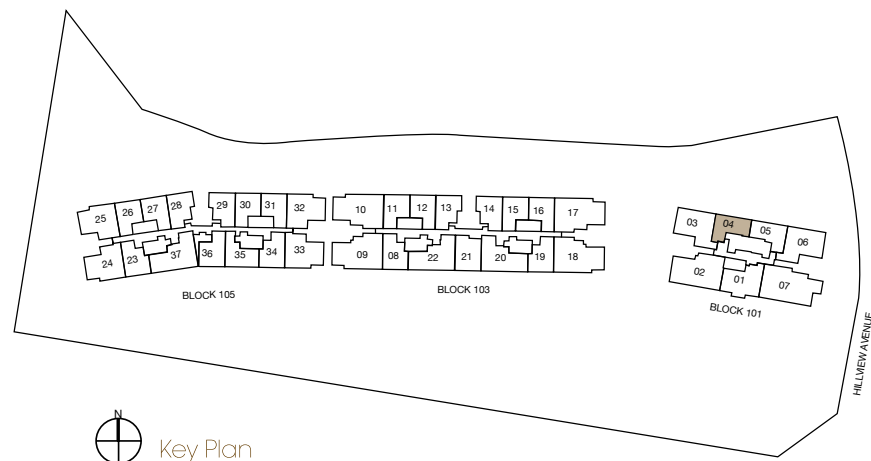 25 26 27 28 29 30 31 32
24 23 37 36 35 34 33
BLOCK 105
10 11 12 13 14 15 16 17
09 08 22 21 20 19 18
BLOCK 103
03 04 05 06
02 01 07
BLOCK 101
HILLVIEW AVENUE
N
Key Plan